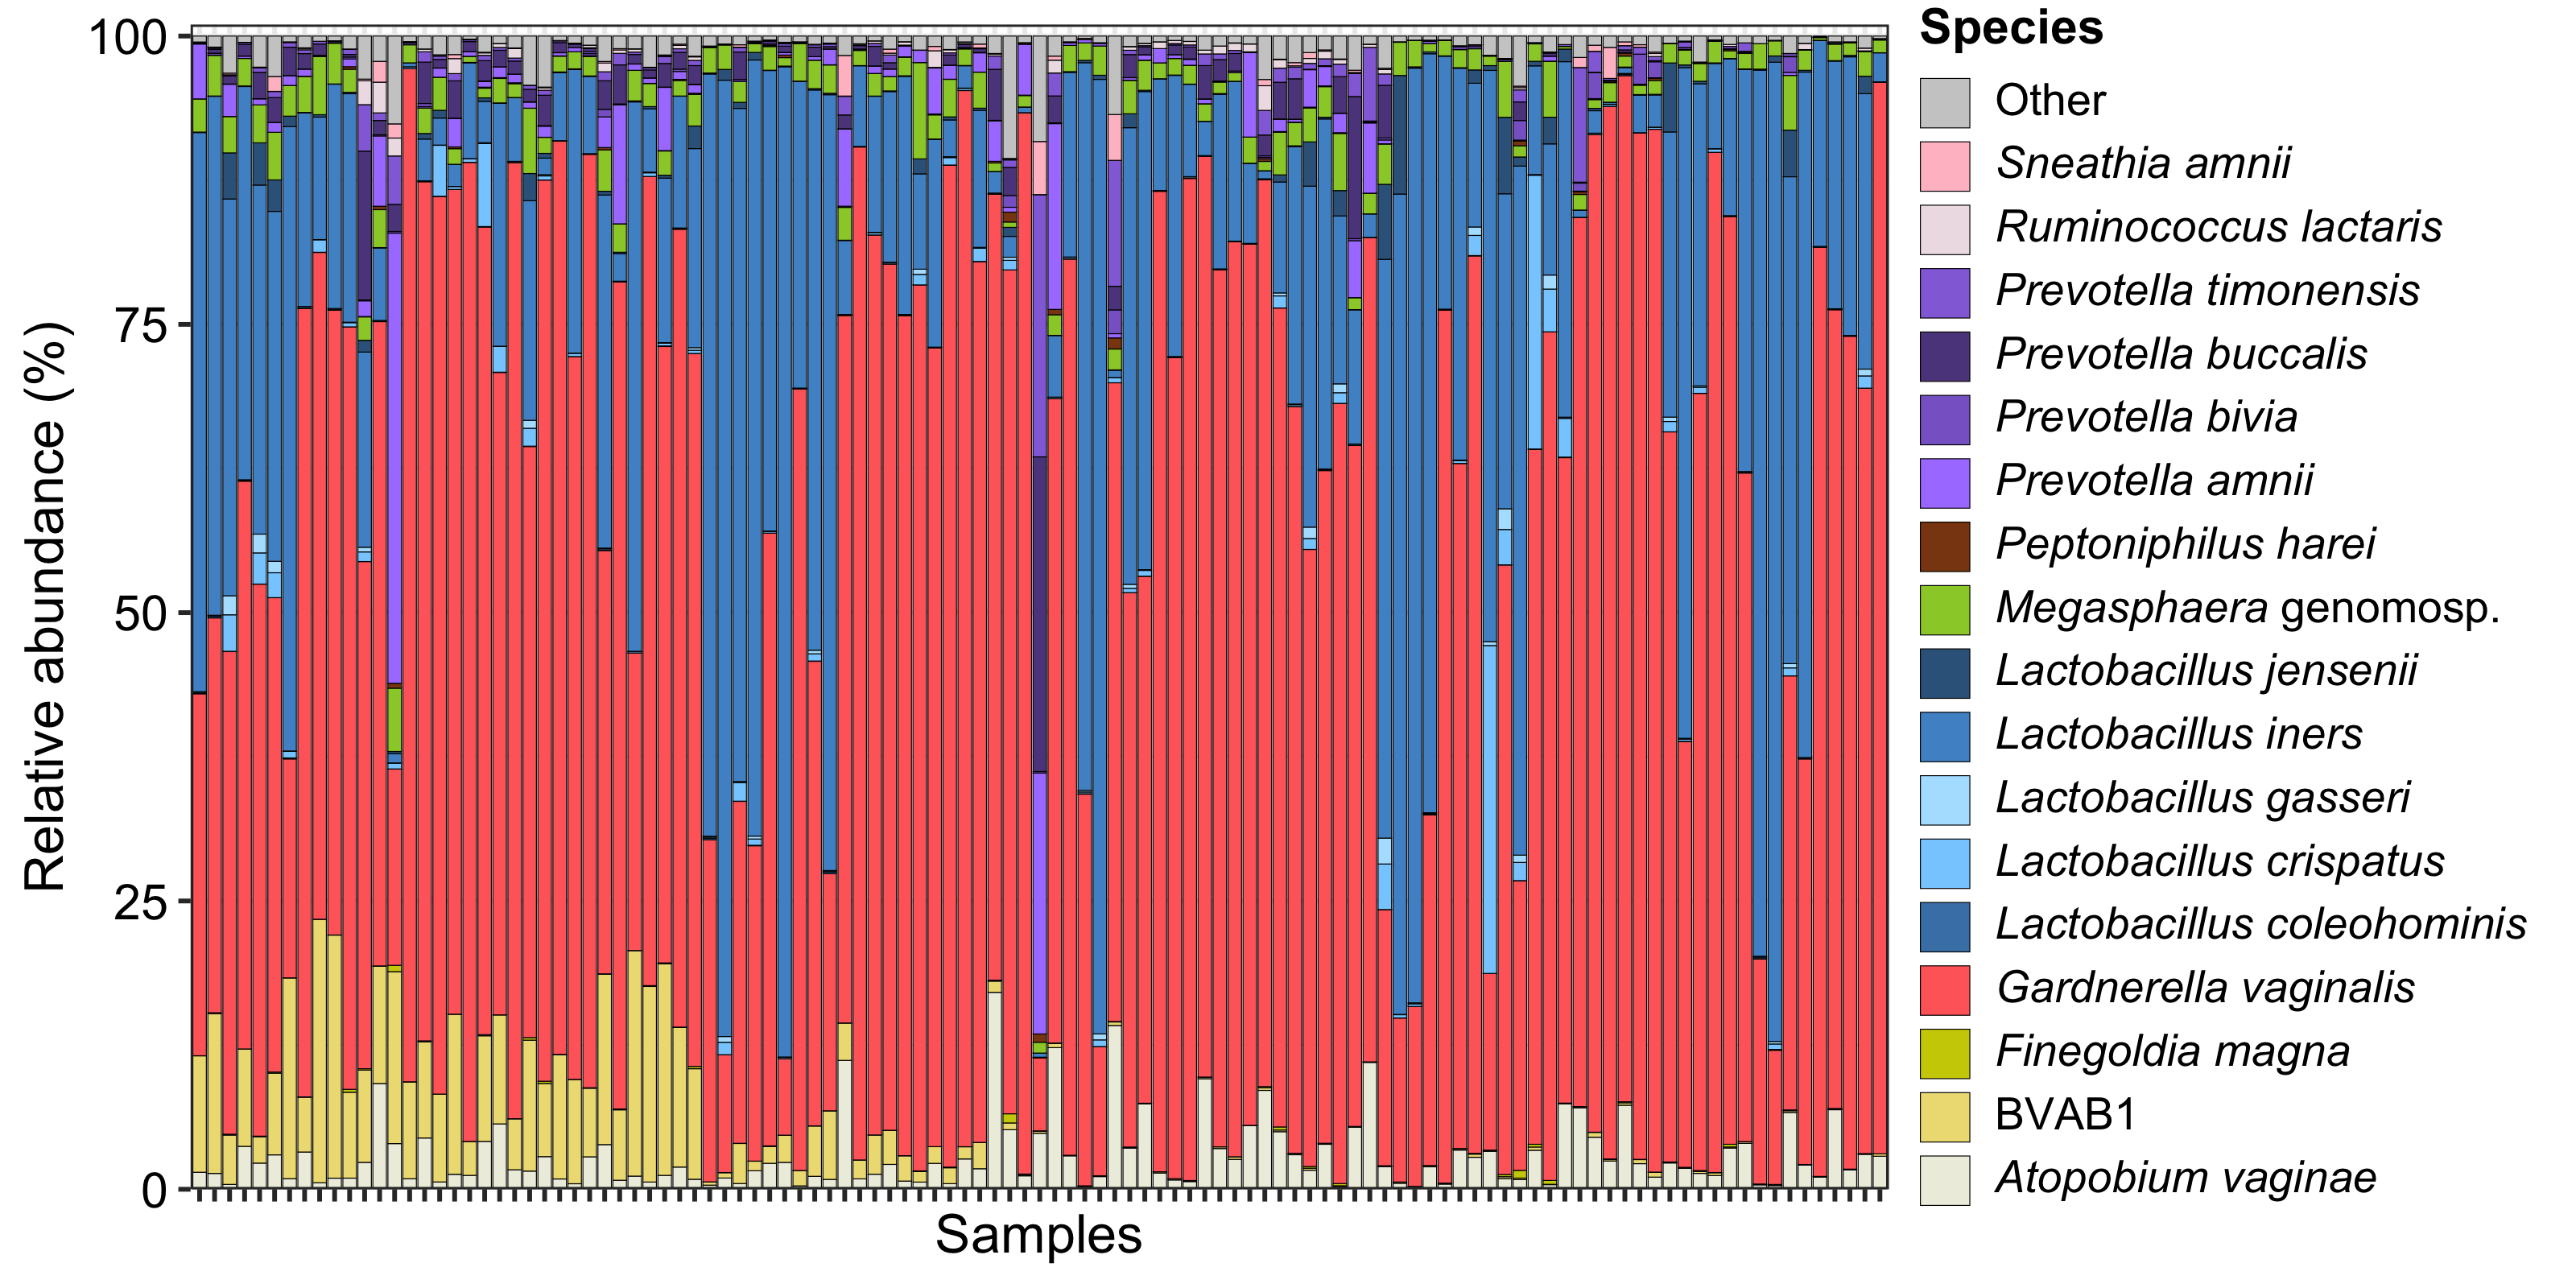 Species
100
75
50
25
0
Relative abundance (%)
Samples
Other
Sneathia amnii
Ruminococcus lactaris
Prevotella timonensis
Prevotella buccalis
Prevotella bivia
Prevotella amnii
Peptoniphilus harei
Megasphaera genomosp.
Lactobacillus jensenii
Lactobacillus iners
Lactobacillus gasseri
Lactobacillus crispatus
Lactobacillus coleohominis
Gardnerella vaginalis
Finegoldia magna
BVAB1
Atopobium vaginae